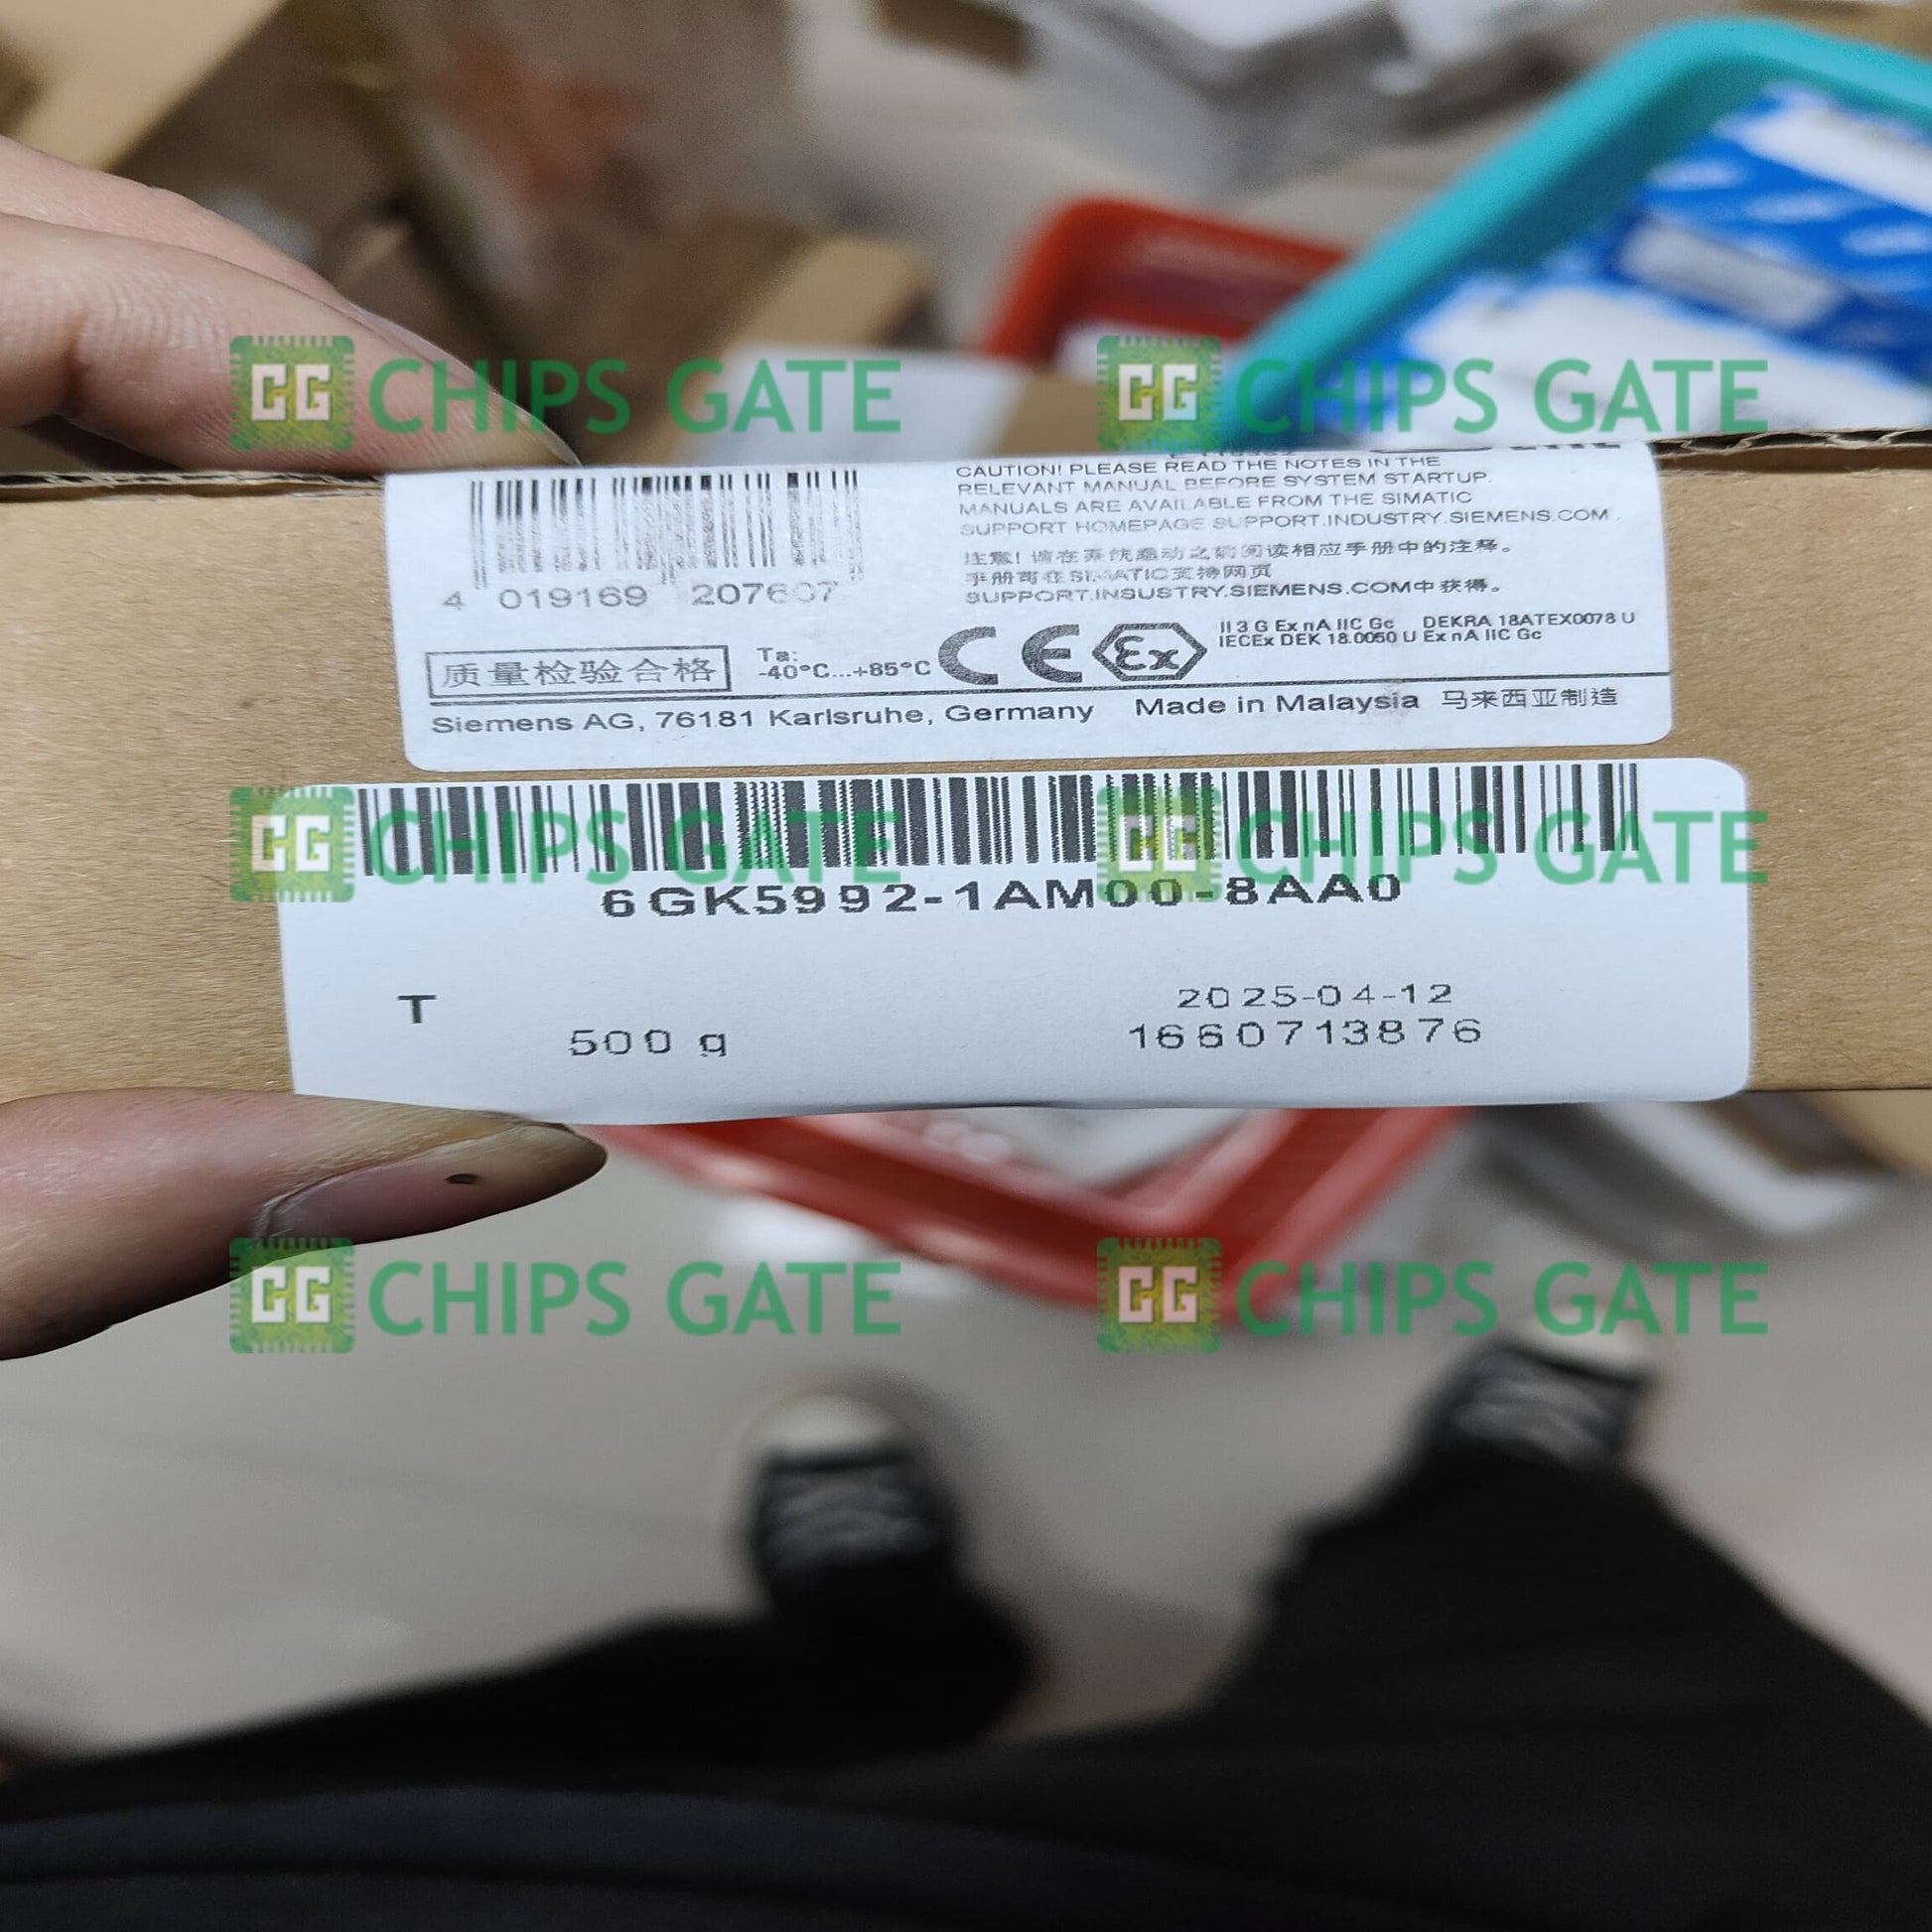 CG CHIPS GATE
CG CHIPS GATE
CAUTION! PLEASE READ THE NOTES IN THE
RELEVANT MANUAL BEFORE SYSTEM STARTUP.
MANUALS ARE AVAILABLE FROM THE SIMATIC
SUPPORT HOMEPAGE SUPPORT.INDUSTRY.SIEMENS.COM .
注意! 请在系统启动之前阅读相应手册中的注释。
手册可在SIMATIC支持网页
SUPPORT.INSUSTRY.SIEMENS.COM中获得。
4 019169 207607
质量检验合格
Ta:
-40°C...+85°C
CE Ex
II 3 G Ex nA IIC Gc DEKRA 18ATEX0078 U
IECEx DEK 18.0050 U Ex nA IIC Gc
Siemens AG, 76181 Karlsruhe, Germany Made in Malaysia 马来西亚制造
CG CHIPS GATE
CG CHIPS GATE
6GK5992-1AM00-8AA0
T
500 g
2025-04-12
1660713876
CG CHIPS GATE
CG CHIPS GATE